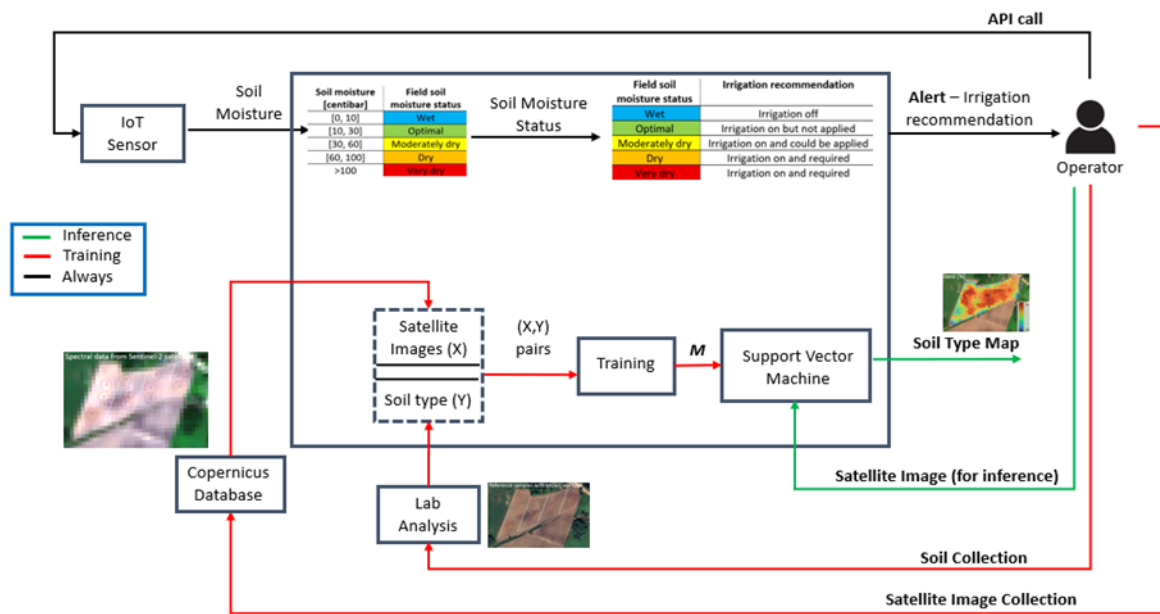 API call
Soil
Moisture
IoT
Sensor
Soil moisture
[centibar]
Field soil
moisture status
[0, 10]
Wet
[10, 30]
Optimal
[30, 60]
Moderately dry
[60, 100]
Dry
>100
Very dry
Soil Moisture
Status
Field soil
moisture status
Irrigation recommendation
Wet
Irrigation off
Optimal
Irrigation on but not applied
Moderately dry
Irrigation on and could be applied
Dry
Irrigation on and required
Very dry
Irrigation on and required
Alert – Irrigation
recommendation
Operator
Inference
Training
Always
Spectral data from Sentinel-2
Satellite
Images (X)
Soil type (Y)
(X,Y)
pairs
Training
M
Support Vector
Machine
Soil Type Map
Copernicus
Database
Lab
Analysis
Satellite Image (for inference)
Soil Collection
Satellite Image Collection